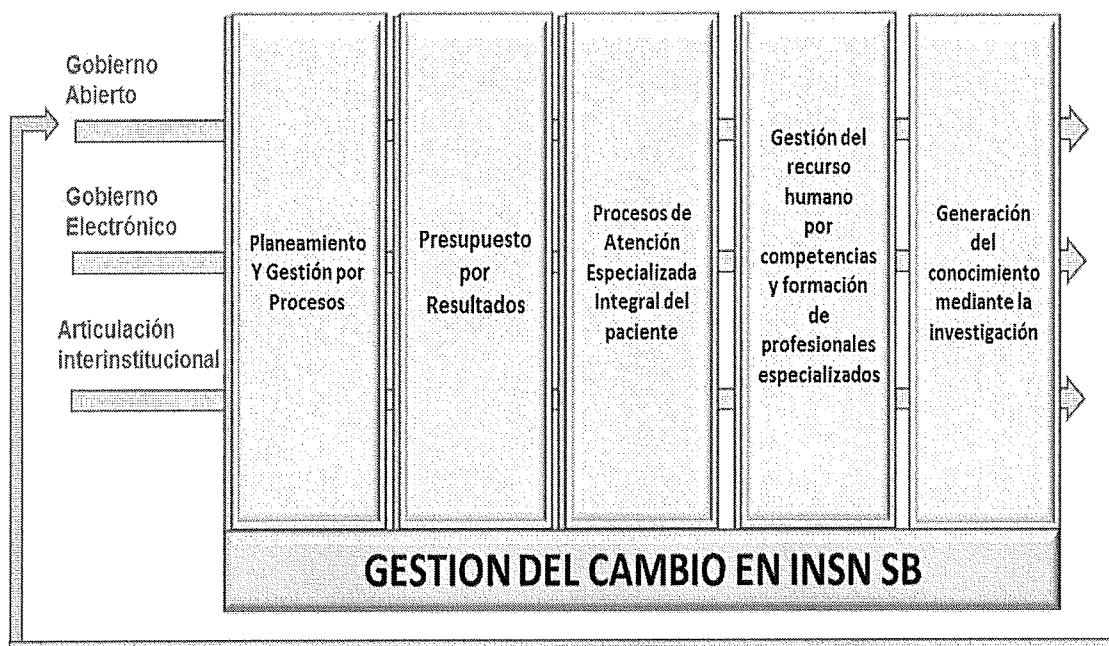 Gobierno
Abierto
Gobierno
Electrónico
Articulación
interinstitucional
Planeamiento
Y Gestión por
Procesos
Presupuesto
por
Resultados
Procesos de
Atención
Especializada
Integral del
paciente
Gestión del
recurso
humano
por
competencias
y formación
de
profesionales
especializados
Generación
del
conocimiento
mediante la
investigación
GESTION DEL CAMBIO EN INSN SB